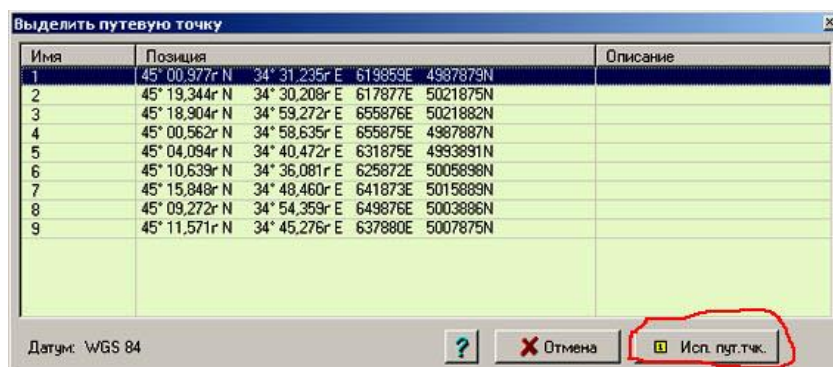 Выделить путевую точку
Имя Позиция Описание
1 45° 00,977г N 34° 31,235г E 619859E 4987879N
2 45° 19,344г N 34° 30,208г E 617877E 5021875N
3 45° 18,904г N 34° 59,272г E 655876E 5021882N
4 45° 00,562г N 34° 58,635г E 655875E 4987887N
5 45° 04,094г N 34° 40,472г E 631875E 4993891N
6 45° 10,639г N 34° 36,081г E 625872E 5005898N
7 45° 15,848г N 34° 48,460г E 641873E 5015889N
8 45° 09,272г N 34° 54,359г E 649876E 5003886N
9 45° 11,571г N 34° 45,276г E 637880E 5007875N
Датум: WGS 84 ? Отмена Исп. пут.тчк.